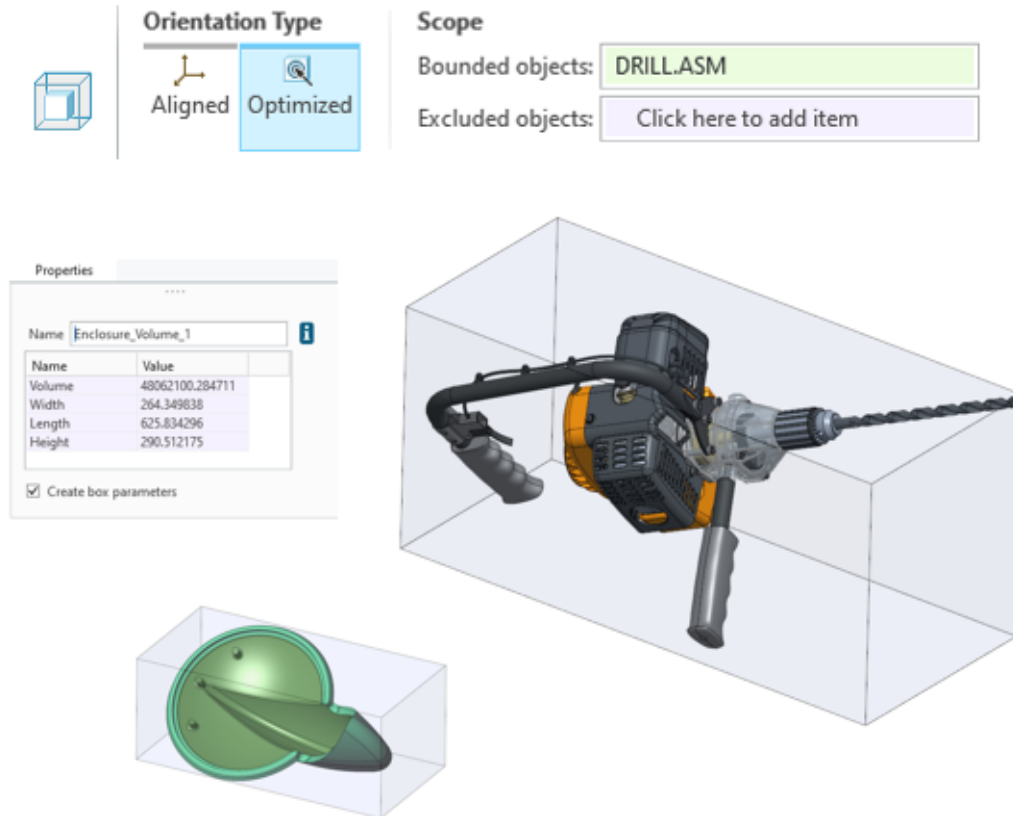 Orientation Type
Aligned
Optimized
Scope
Bounded objects: DRILL.ASM
Excluded objects: Click here to add item
Properties
Name Enclosure_Volume_1
Name Value
Volume 48062100.284711
Width 264.349838
Length 625.834296
Height 290.512175
Create box parameters